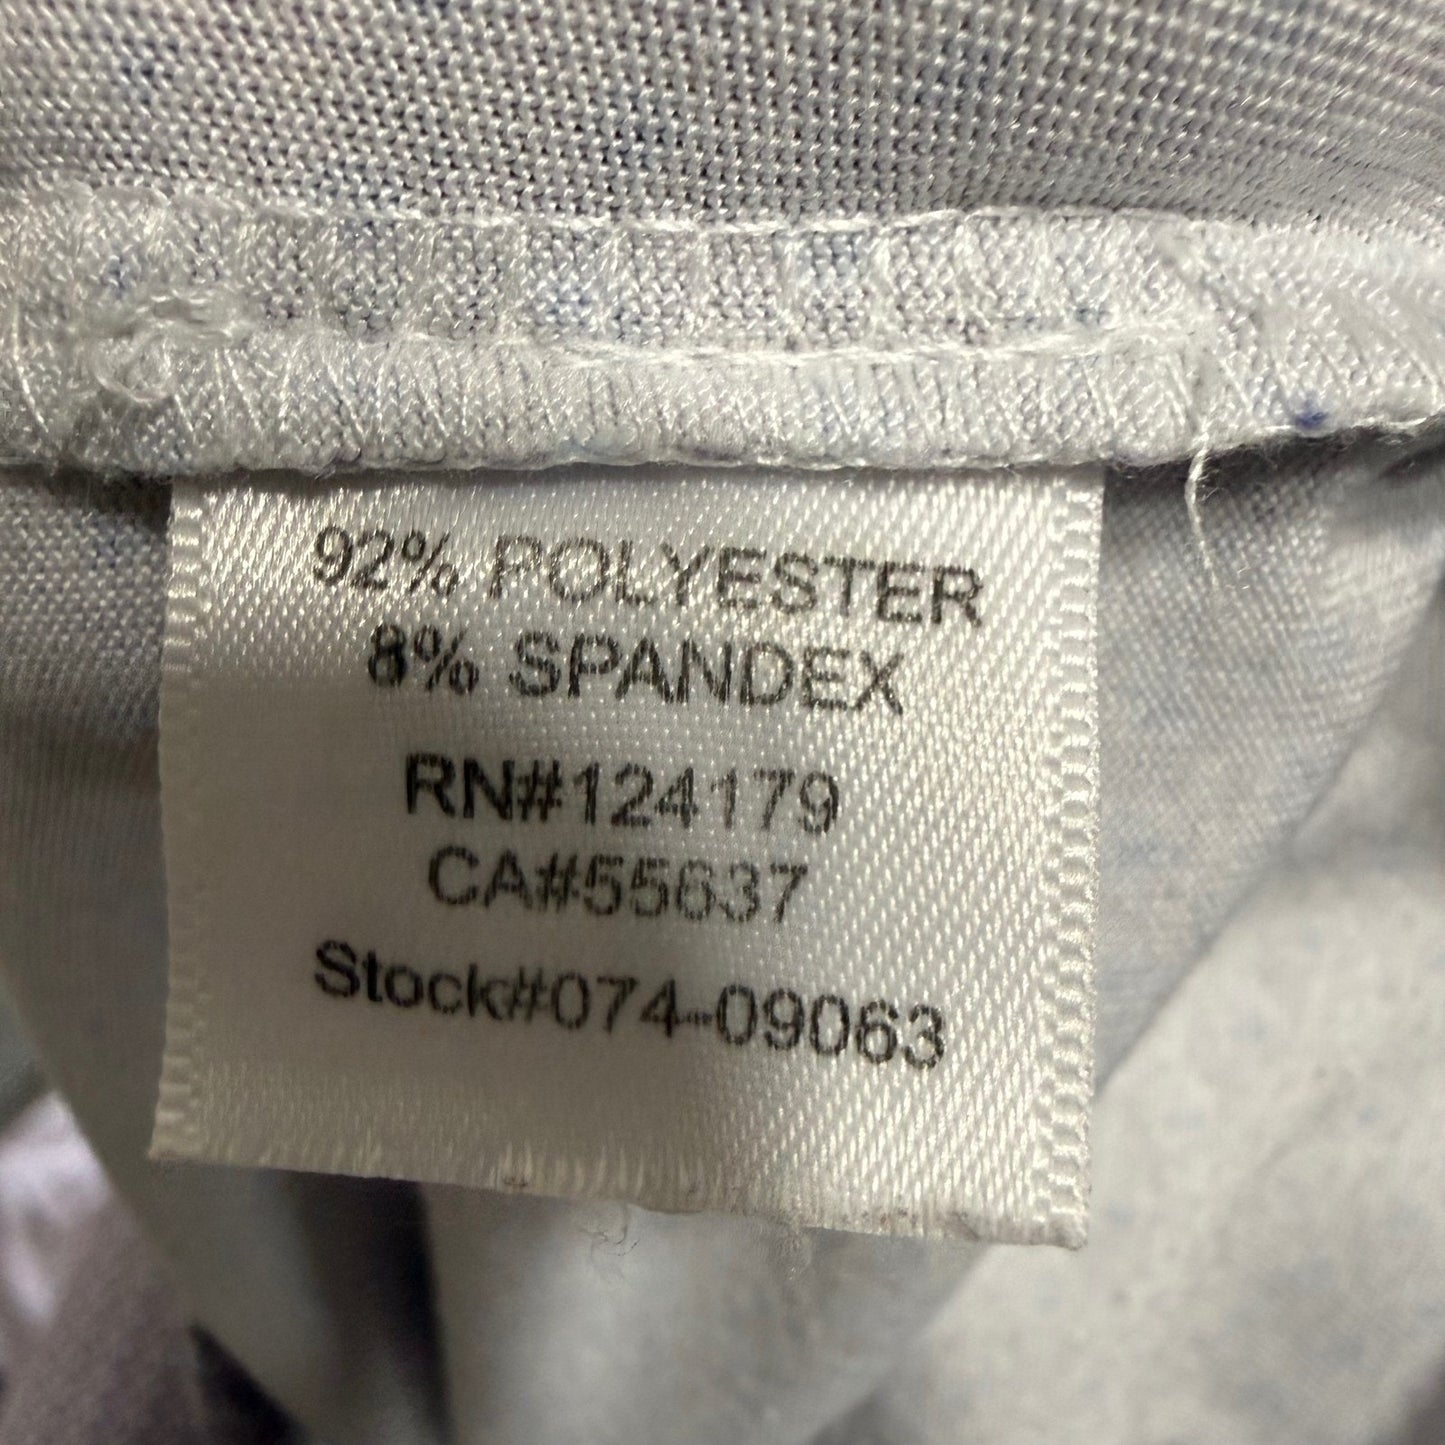 92% POLYESTER
8% SPANDEX
RN#124179
CA#55637
Stock#074-09063